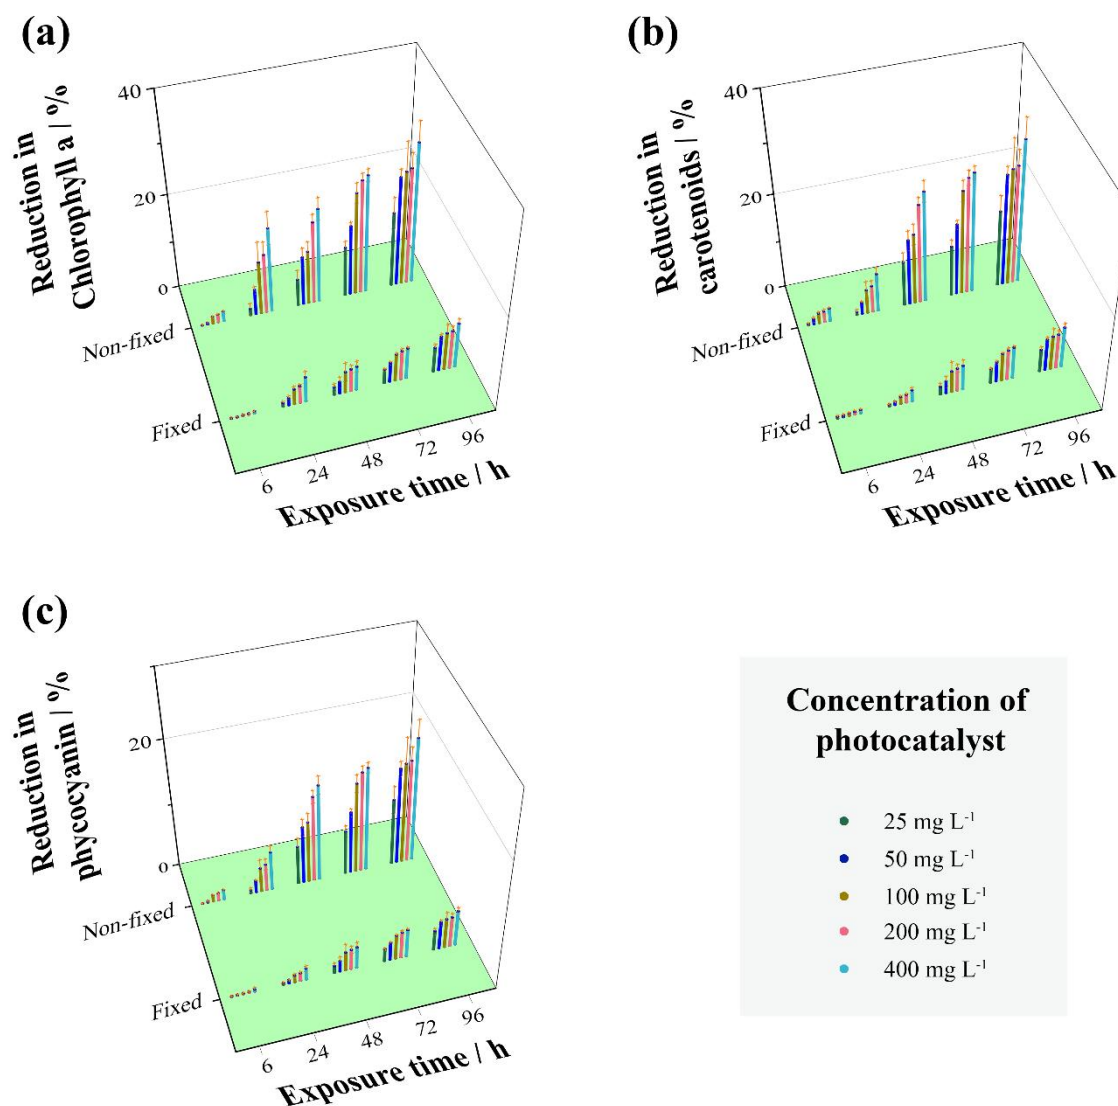 (a)
40
20
0
Reduction in
Chlorophyll a / %
Non-fixed
Fixed
6
24
48
72
96
Exposure time / h
(b)
40
20
0
Reduction in
carotenoids / %
Non-fixed
Fixed
6
24
48
72
96
Exposure time / h
(c)
20
0
Reduction in
phycocyanin / %
Non-fixed
Fixed
6
24
48
72
96
Exposure time / h
Concentration of
photocatalyst
25 mg L⁻¹
50 mg L⁻¹
100 mg L⁻¹
200 mg L⁻¹
400 mg L⁻¹